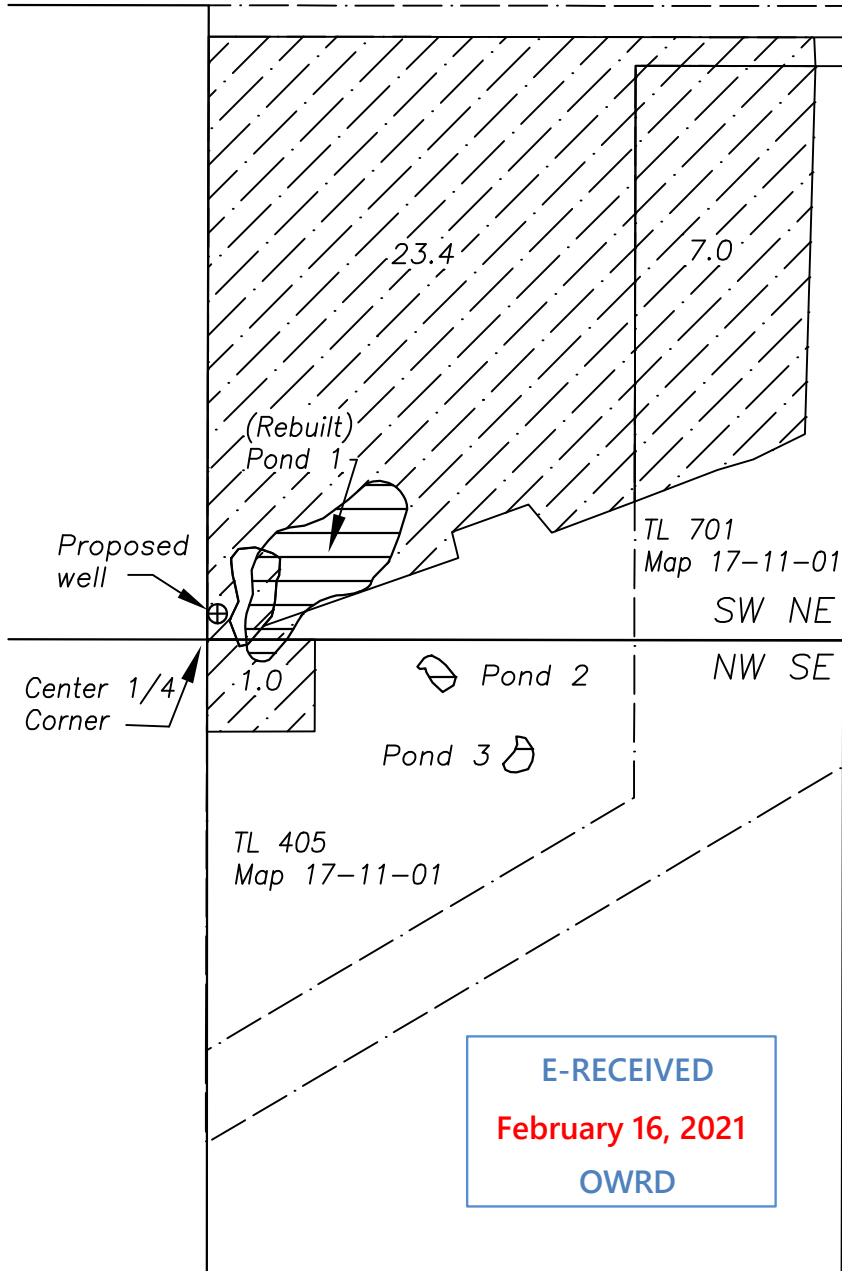 23.4
7.0
(Rebuilt)
Pond 1
Proposed
well
TL 701
Map 17-11-01
SW NE
NW SE
Center 1/4
Corner
1.0
Pond 2
Pond 3
TL 405
Map 17-11-01
E-RECEIVED
February 16, 2021
OWRD